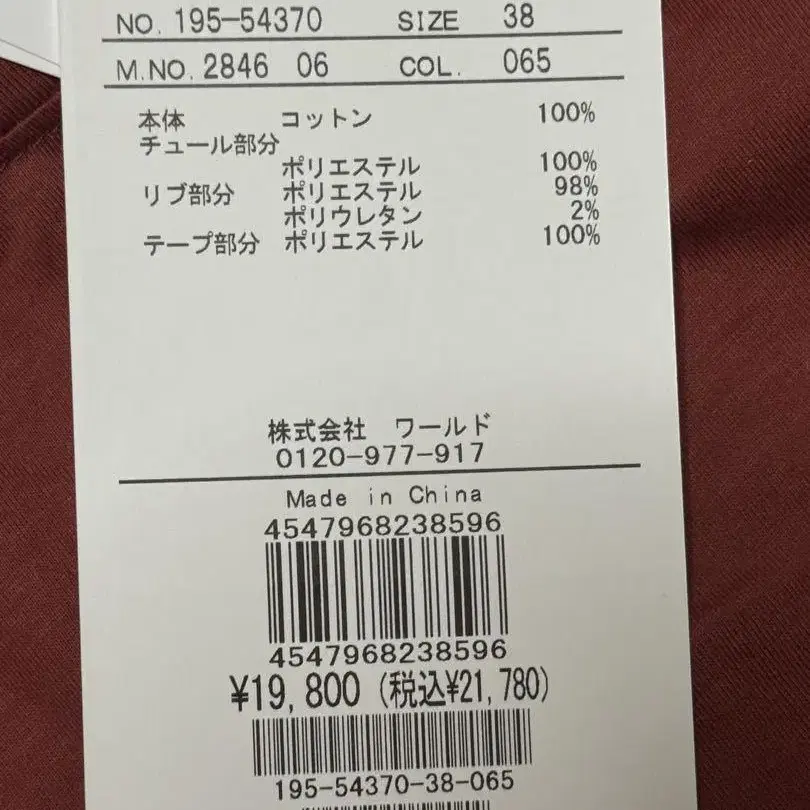 NO. 195-54370 SIZE 38
M.NO. 2846 06 COL. 065
本体 コットン 100%
チュール部分
ポリエステル 100%
リブ部分 ポリエステル 98%
ポリウレタン 2%
テープ部分 ポリエステル 100%
株式会社 ワールド
0120-977-917
Made in China
4547968238596
4547968238596
¥19,800 (税込¥21,780)
195-54370-38-065